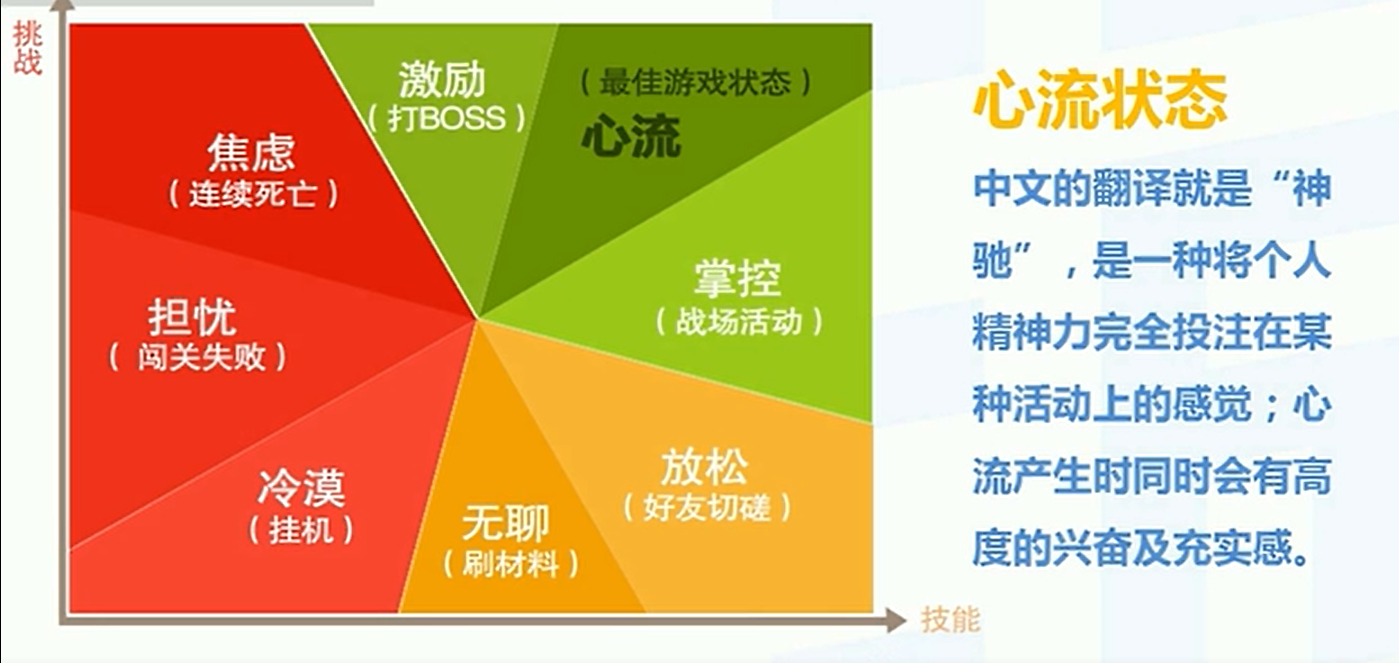 挑战
激励
（打BOSS）
（最佳游戏状态）
心流
焦虑
（连续死亡）
掌控
（战场活动）
担忧
（ 闯关失败）
放松
（好友切磋）
冷漠
（挂机）
无聊
（刷材料）
技能
心流状态
中文的翻译就是“神
驰”，是一种将个人
精神力完全投注在某
种活动上的感觉；心
流产生时同时会有高
度的兴奋及充实感。